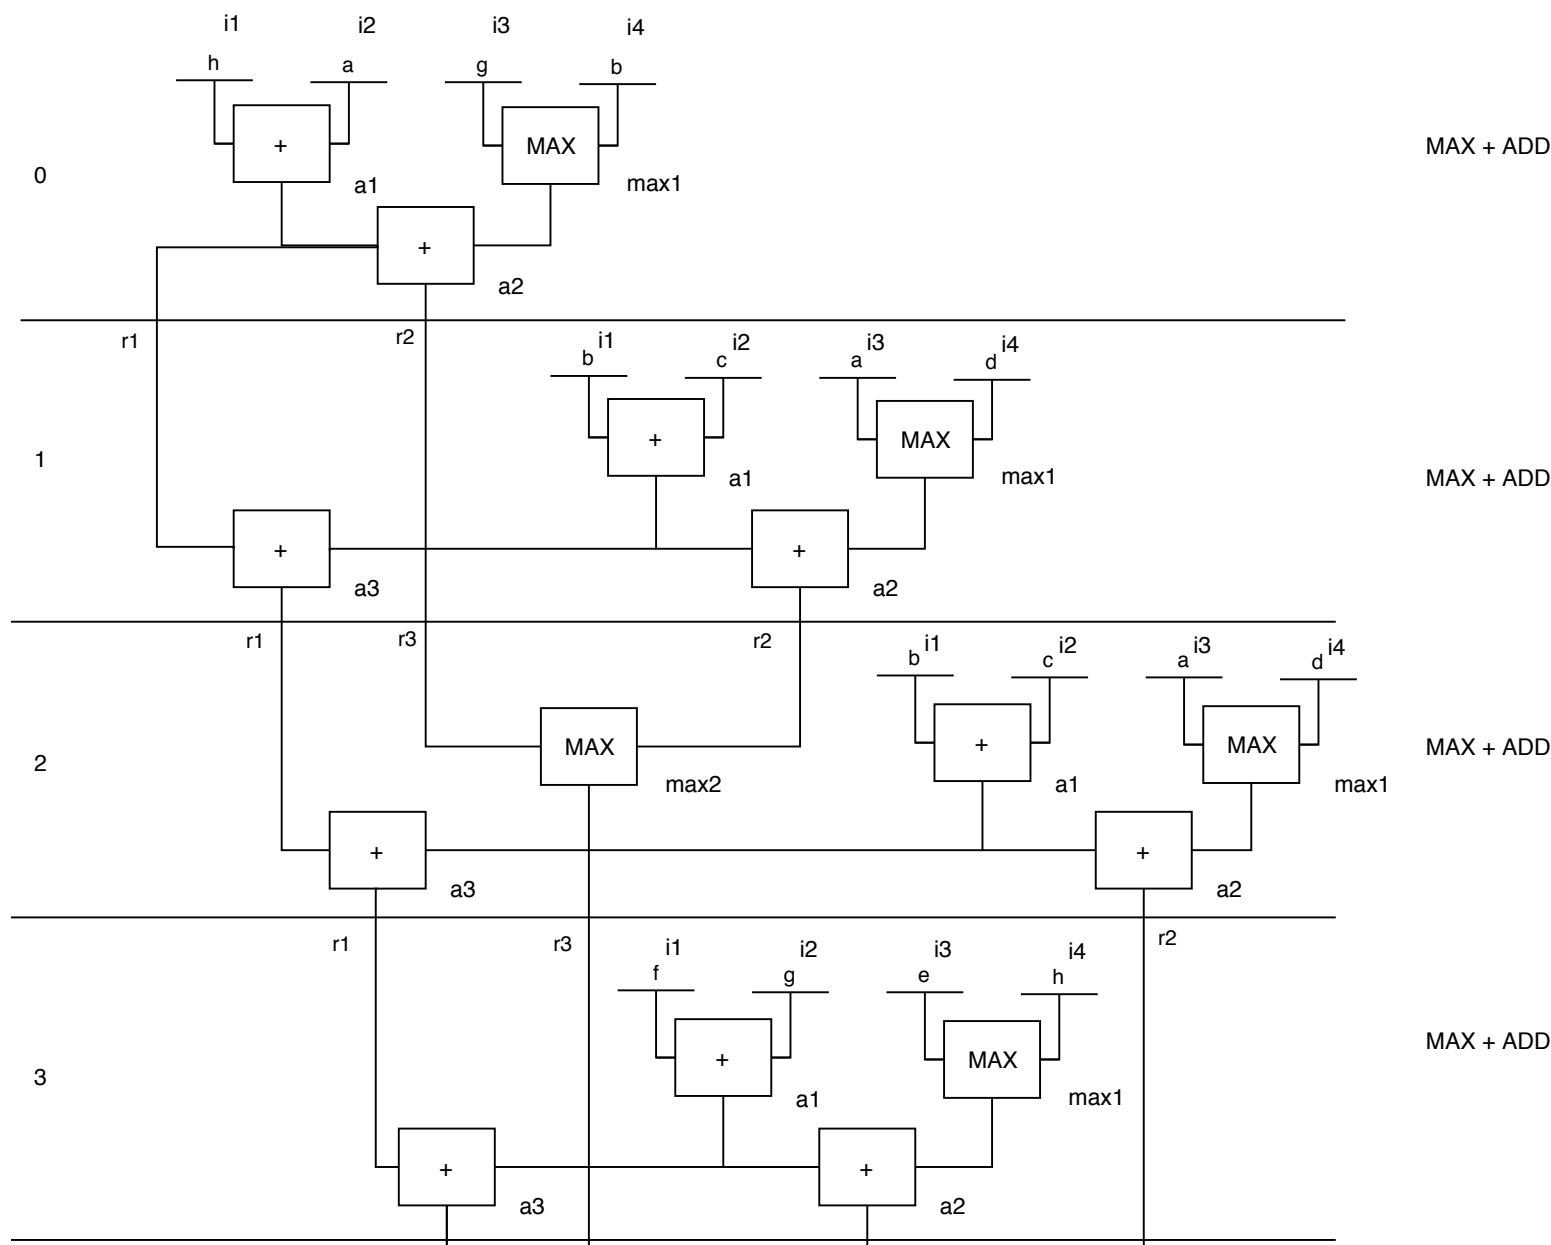 i1 i2 i3 i4
h a g b
+ MAX MAX + ADD
0 a1 max1
+
a2
r1 r2 i1 i2 i3 i4
b c a d
+ MAX
1 a1 max1 MAX + ADD
+ +
a3 a2
r1 r3 r2 i1 i2 i3 i4
b c a d
2 MAX + MAX MAX + ADD
max2 a1 max1
+ +
a3 a2
r1 r3 i1 i2 i3 i4 r2
f g e h
+ MAX MAX + ADD
3 a1 max1
+ +
a3 a2